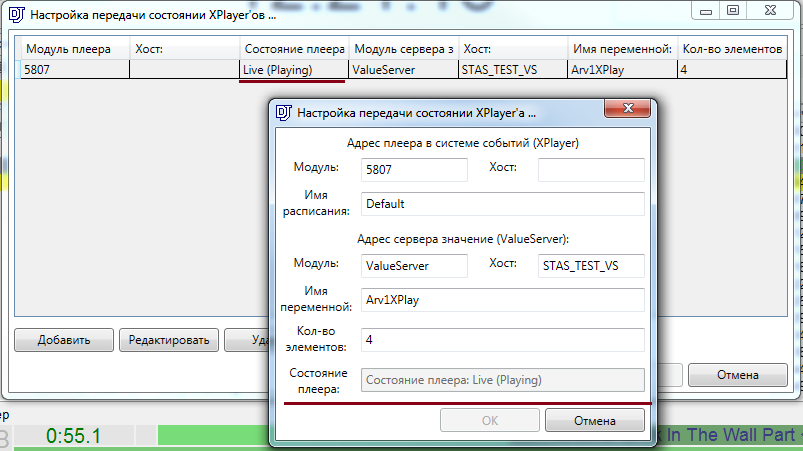 Настройка передачи состоянии XPlayer'ов ...
Модуль плеера Хост: Состояние плеера Модуль сервера з Хост: Имя переменной: Кол-во элементов
5807 Live (Playing) ValueServer STAS_TEST_VS Arv1XPlay 4
Настройка передачи состоянии XPlayer'а ...
Адрес плеера в системе событий (XPlayer)
Модуль: 5807 Хост:
Имя
расписания: Default
Адрес сервера значение (ValueServer):
Модуль: ValueServer Хост: STAS_TEST_VS
Имя
переменной: Arv1XPlay
Кол-во
элементов: 4
Состояние
плеера: Состояние плеера: Live (Playing)
OK Отмена
Добавить Редактировать Уда
Отмена
ер
0:55.1
In The Wall Part